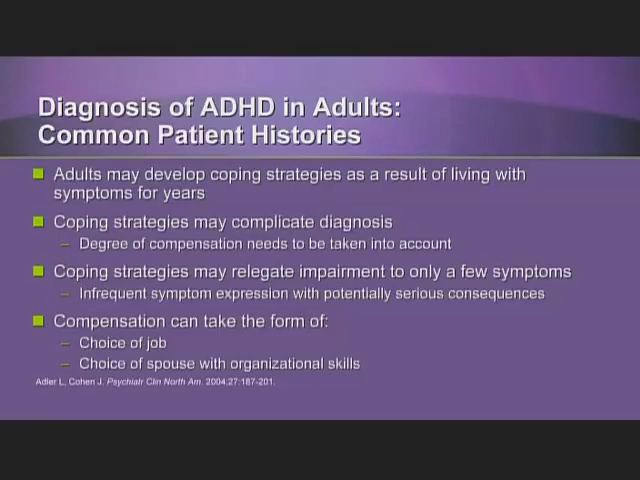 Diagnosis of ADHD in Adults:
Common Patient Histories
Adults may develop coping strategies as a result of living with
symptoms for years
Coping strategies may complicate diagnosis
– Degree of compensation needs to be taken into account
Coping strategies may relegate impairment to only a few symptoms
– Infrequent symptom expression with potentially serious consequences
Compensation can take the form of:
– Choice of job
– Choice of spouse with organizational skills
Adler L, Cohen J. Psychiatr Clin North Am. 2004;27:187-201.